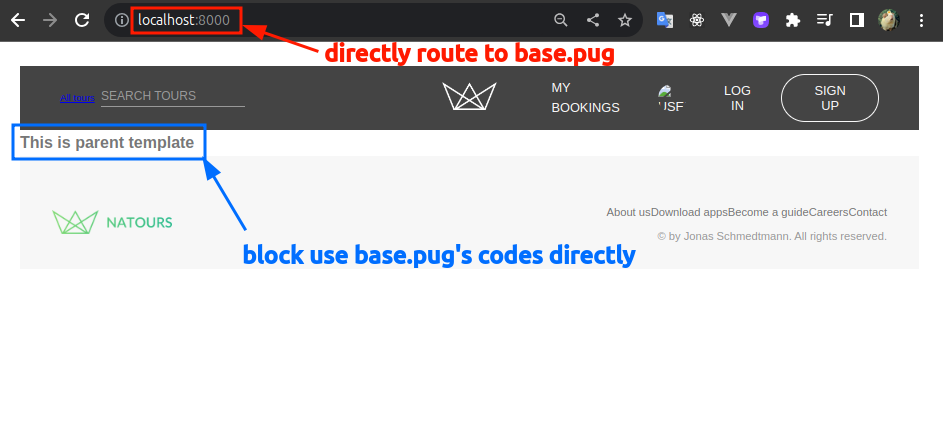 localhost:8000
directly route to base.pug
All tours SEARCH TOURS
MY
BOOKINGS
LOG
IN
SIGN
UP
This is parent template
NATOURS
About usDownload appsBecome a guideCareersContact
© by Jonas Schmedtmann. All rights reserved.
block use base.pug's codes directly